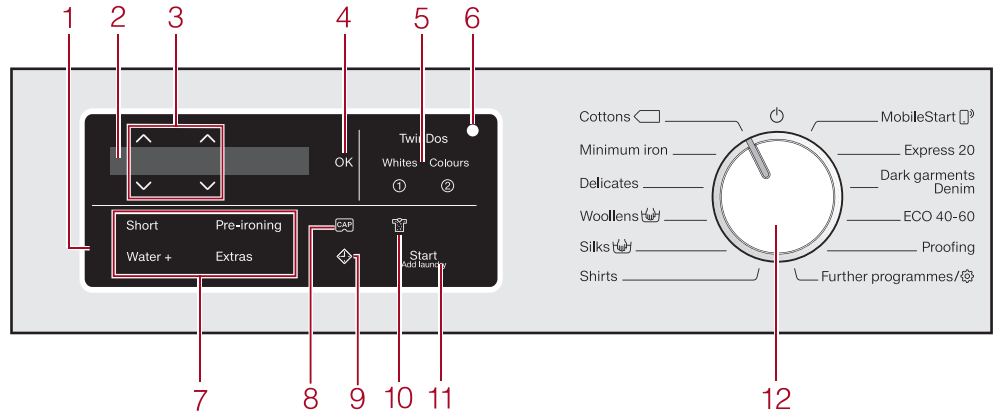 1 2 3 4 5 6
TwinDos
OK
Whites Colours
① ②
Short Pre-ironing
CAP
Water + Extras
Start
Add laundry
7 8 9 10 11
Cottons
Minimum iron
Delicates
Woollens
Silks
Shirts
MobileStart
Express 20
Dark garments
Denim
ECO 40-60
Proofing
Further programmes/
12